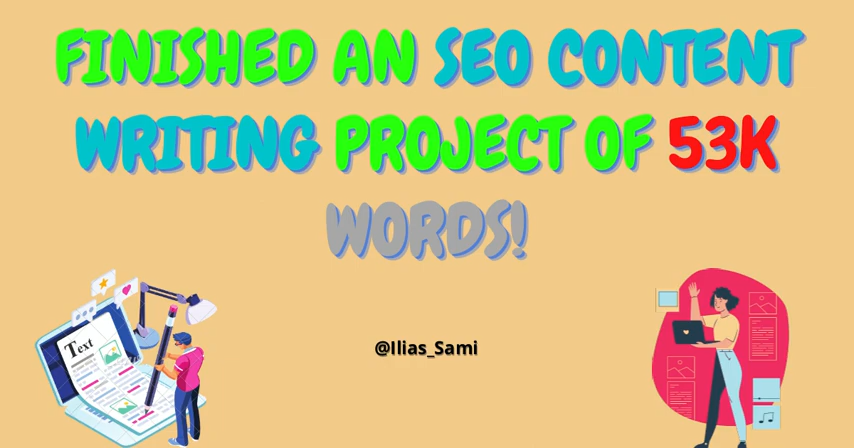 FINISHED AN SEO CONTENT
WRITING PROJECT OF 53K
WORDS!
Text
@Ilias_Sami